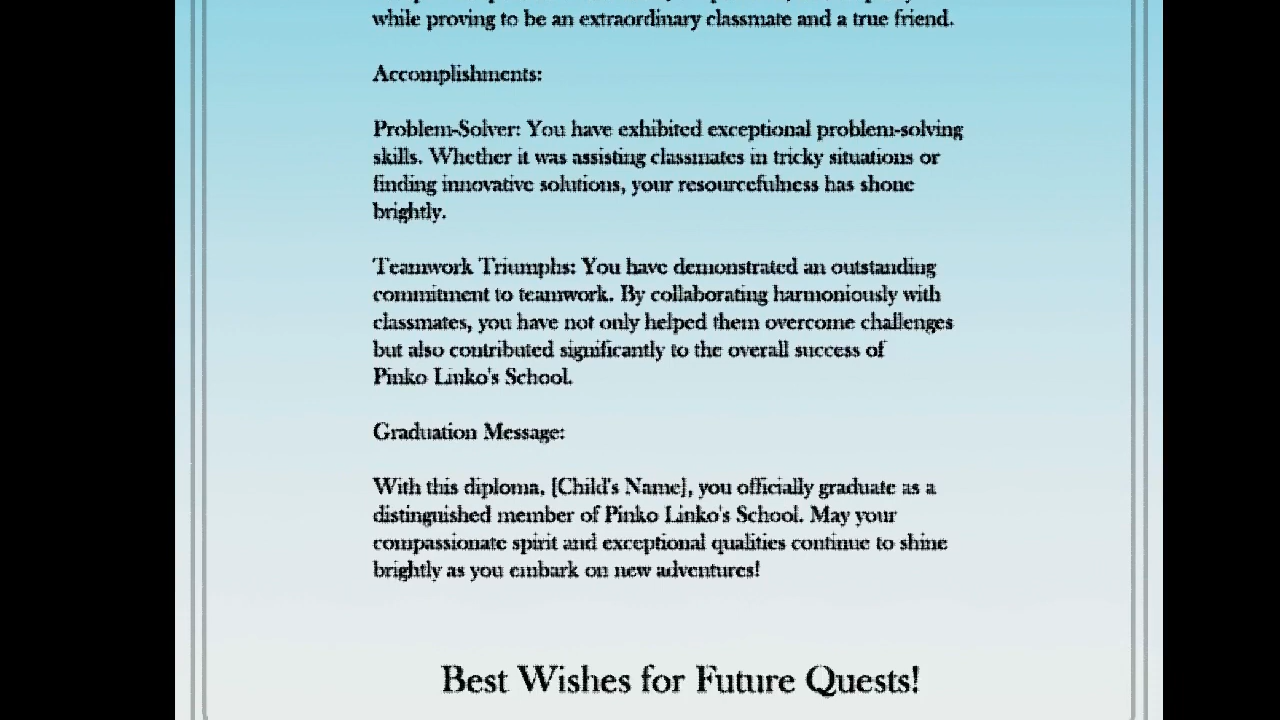 while proving to be an extraordinary classmate and a true friend.
Accomplishments:
Problem-Solver: You have exhibited exceptional problem-solving
skills. Whether it was assisting classmates in tricky situations or
finding innovative solutions, your resourcefulness has shone
brightly.
Teamwork Triumphs: You have demonstrated an outstanding
commitment to teamwork. By collaborating harmoniously with
classmates, you have not only helped them overcome challenges
but also contributed significantly to the overall success of
Pinko Linko's School.
Graduation Message:
With this diploma, [Child's Name], you officially graduate as a
distinguished member of Pinko Linko's School. May your
compassionate spirit and exceptional qualities continue to shine
brightly as you embark on new adventures!
Best Wishes for Future Quests!